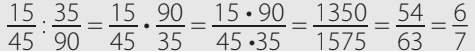 15/45 : 35/90 = 15/45 • 90/35 = 15 • 90/45 •35 = 1350/1575 = 54/63 = 6/7